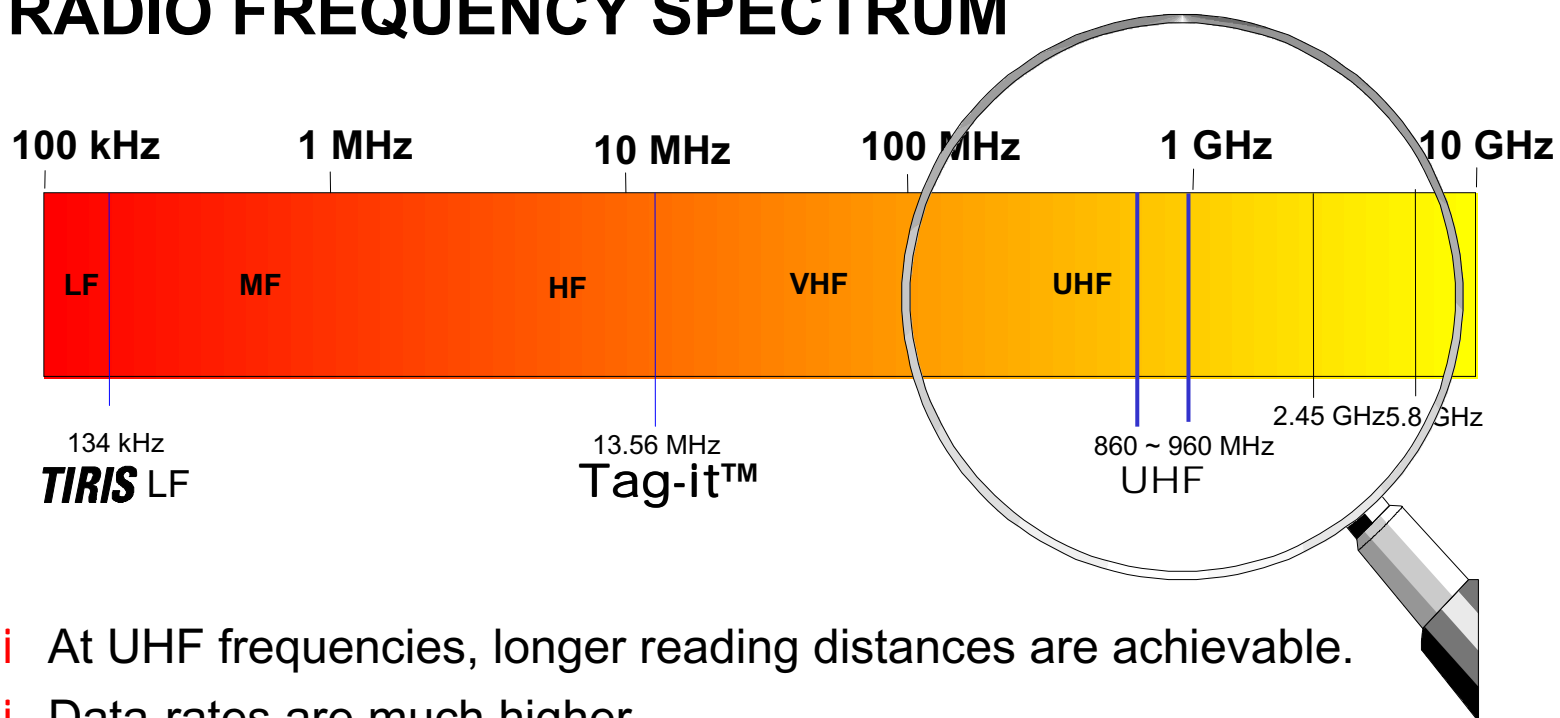 RADIO FREQUENCY SPECTRUM
100 kHz 1 MHz 10 MHz 100 MHz 1 GHz 10 GHz
LF MF HF VHF UHF
2.45 GHz 5.8 GHz
134 kHz 13.56 MHz 860 ~ 960 MHz
TIRIS LF Tag-it™ UHF
i At UHF frequencies, longer reading distances are achievable.
i Data-rates are much higher